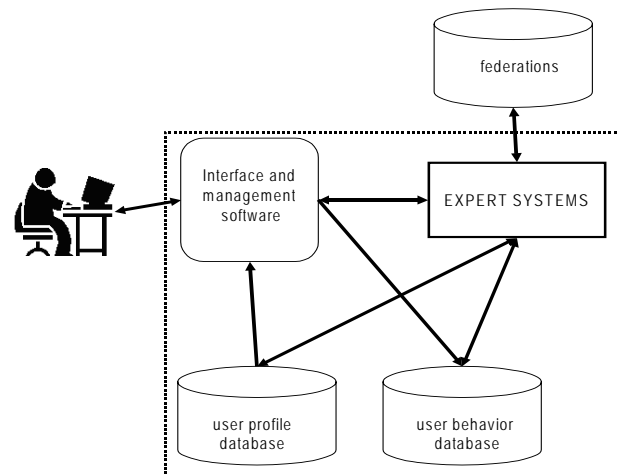 federations
Interface and
management
software
EXPERT SYSTEMS
user profile
database
user behavior
database